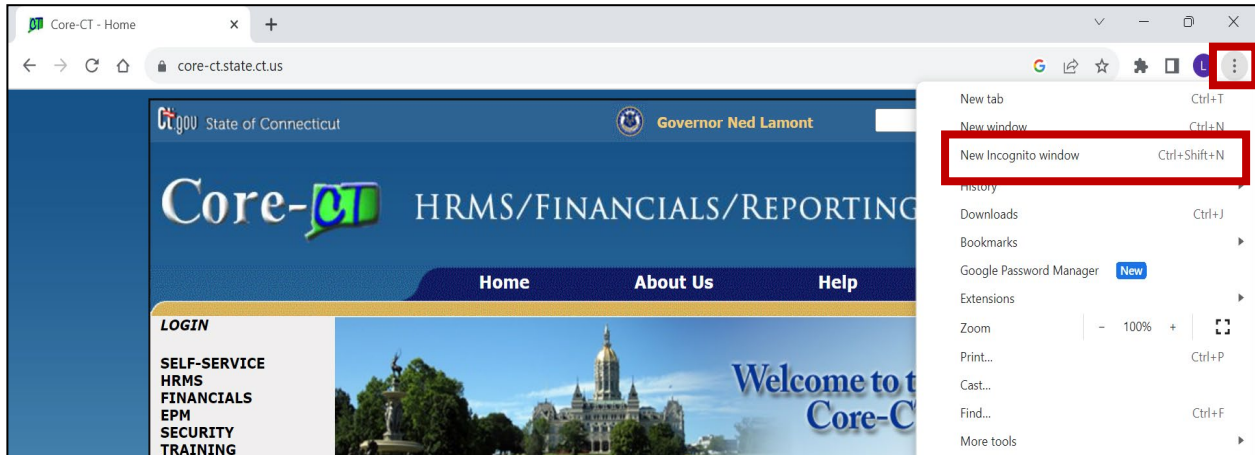 Core-CT - Home
core-ct.state.ct.us
G L
Ct.gov State of Connecticut Governor Ned Lamont
Core-CT HRMS/FINANCIALS/REPORTING
Home About Us Help
LOGIN
SELF-SERVICE
HRMS
FINANCIALS
EPM
SECURITY
TRAINING
Welcome to t
Core-C
New tab Ctrl+T
New window Ctrl+N
New Incognito window Ctrl+Shift+N
History
Downloads Ctrl+J
Bookmarks
Google Password Manager New
Extensions
Zoom - 100% +
Print... Ctrl+P
Cast...
Find... Ctrl+F
More tools